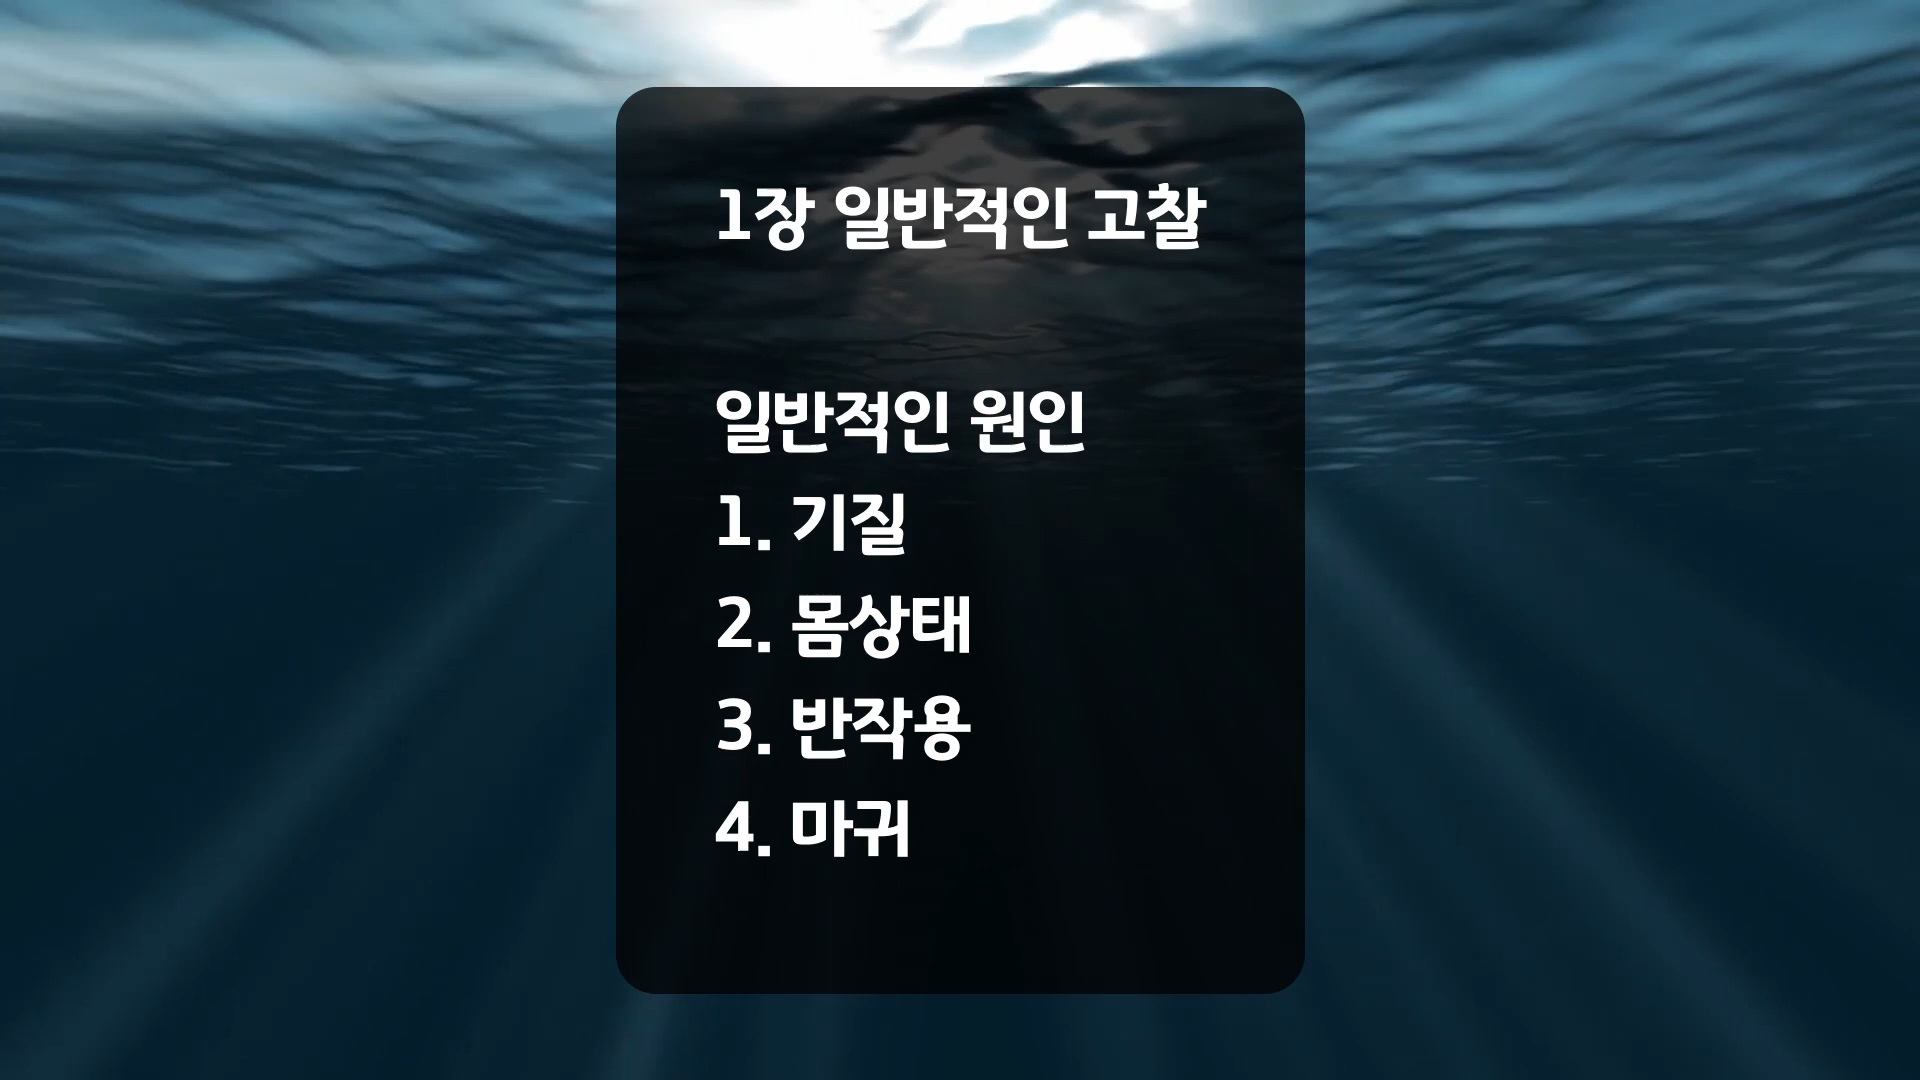 1장 일반적인 고찰
일반적인 원인
1. 기질
2. 몸상태
3. 반작용
4. 마귀